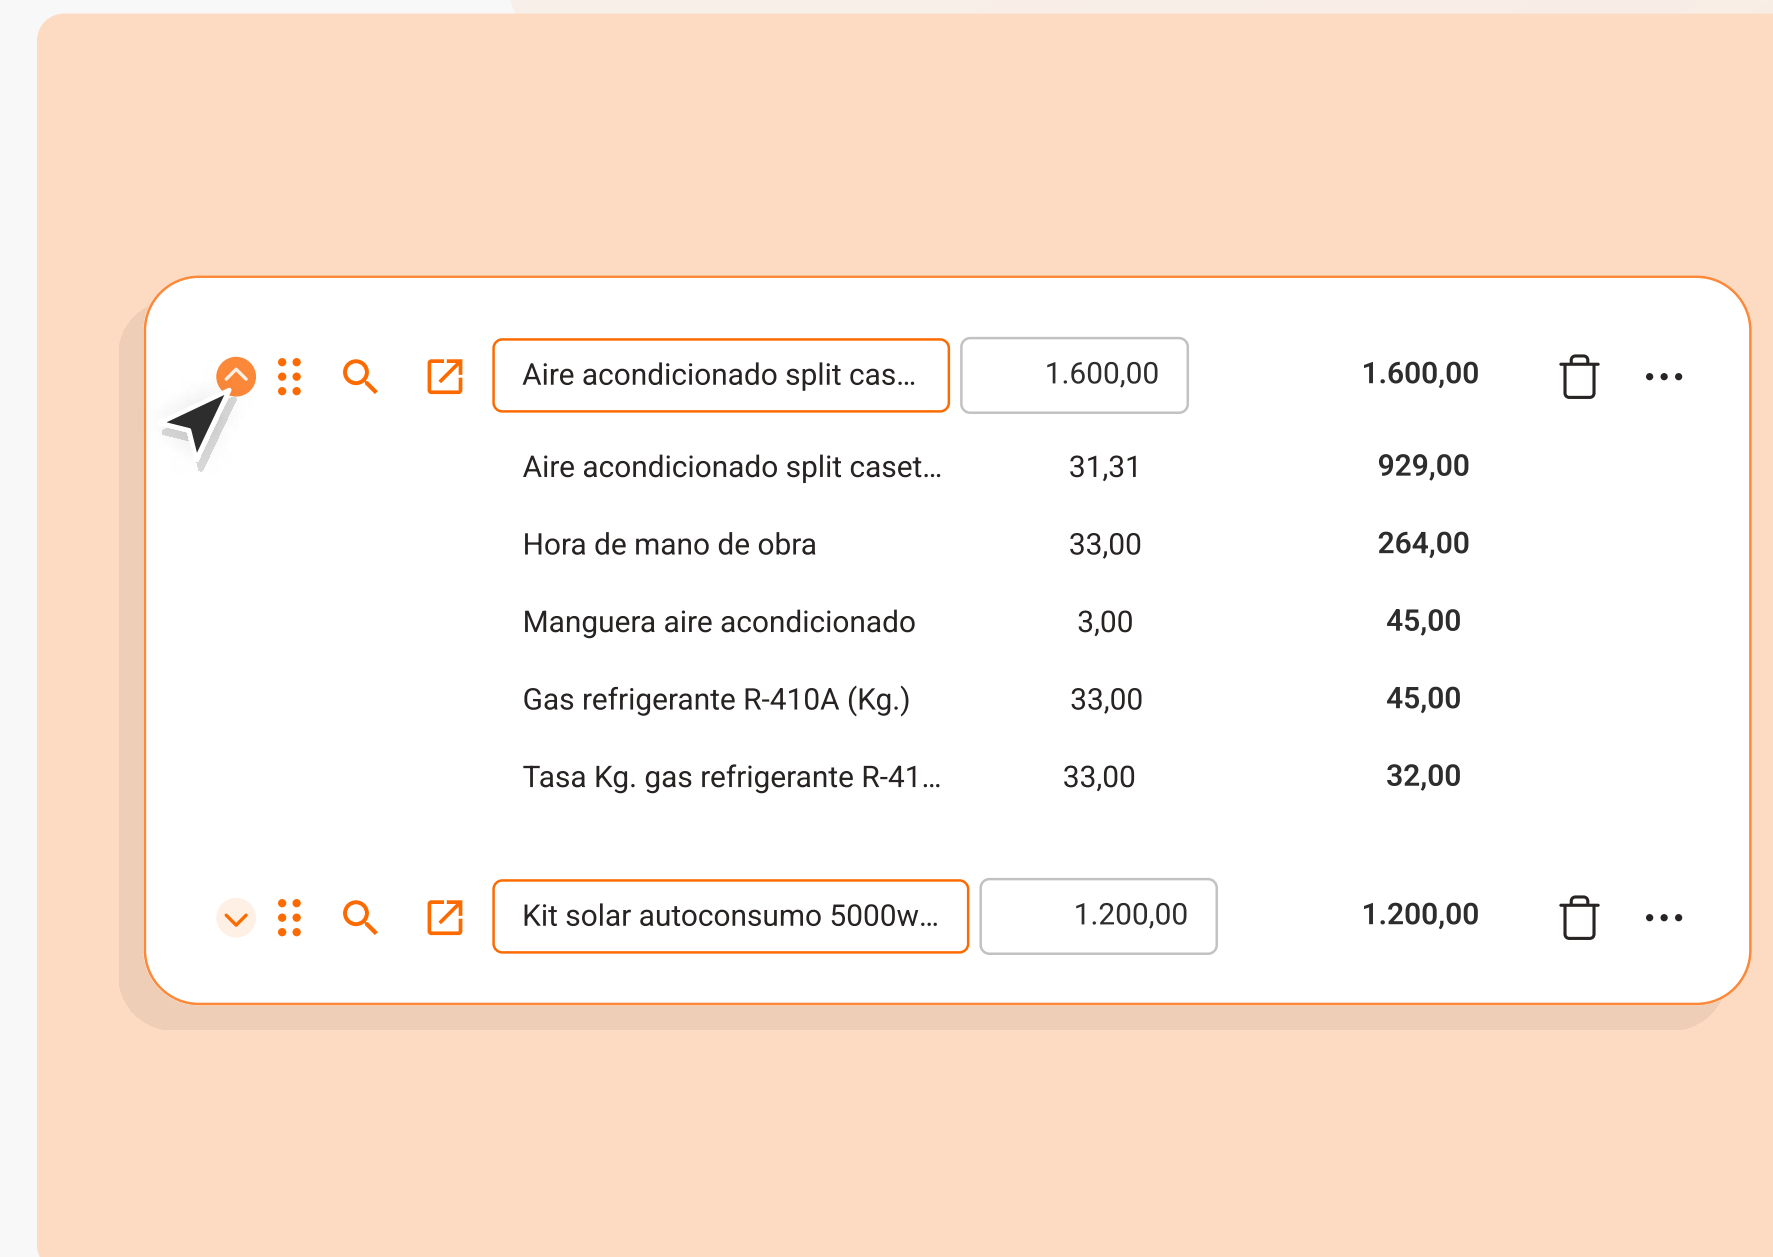 Aire acondicionado split cas... 1.600,00 1.600,00
Aire acondicionado split caset... 31,31 929,00
Hora de mano de obra 33,00 264,00
Manguera aire acondicionado 3,00 45,00
Gas refrigerante R-410A (Kg.) 33,00 45,00
Tasa Kg. gas refrigerante R-41... 33,00 32,00
Kit solar autoconsumo 5000w... 1.200,00 1.200,00